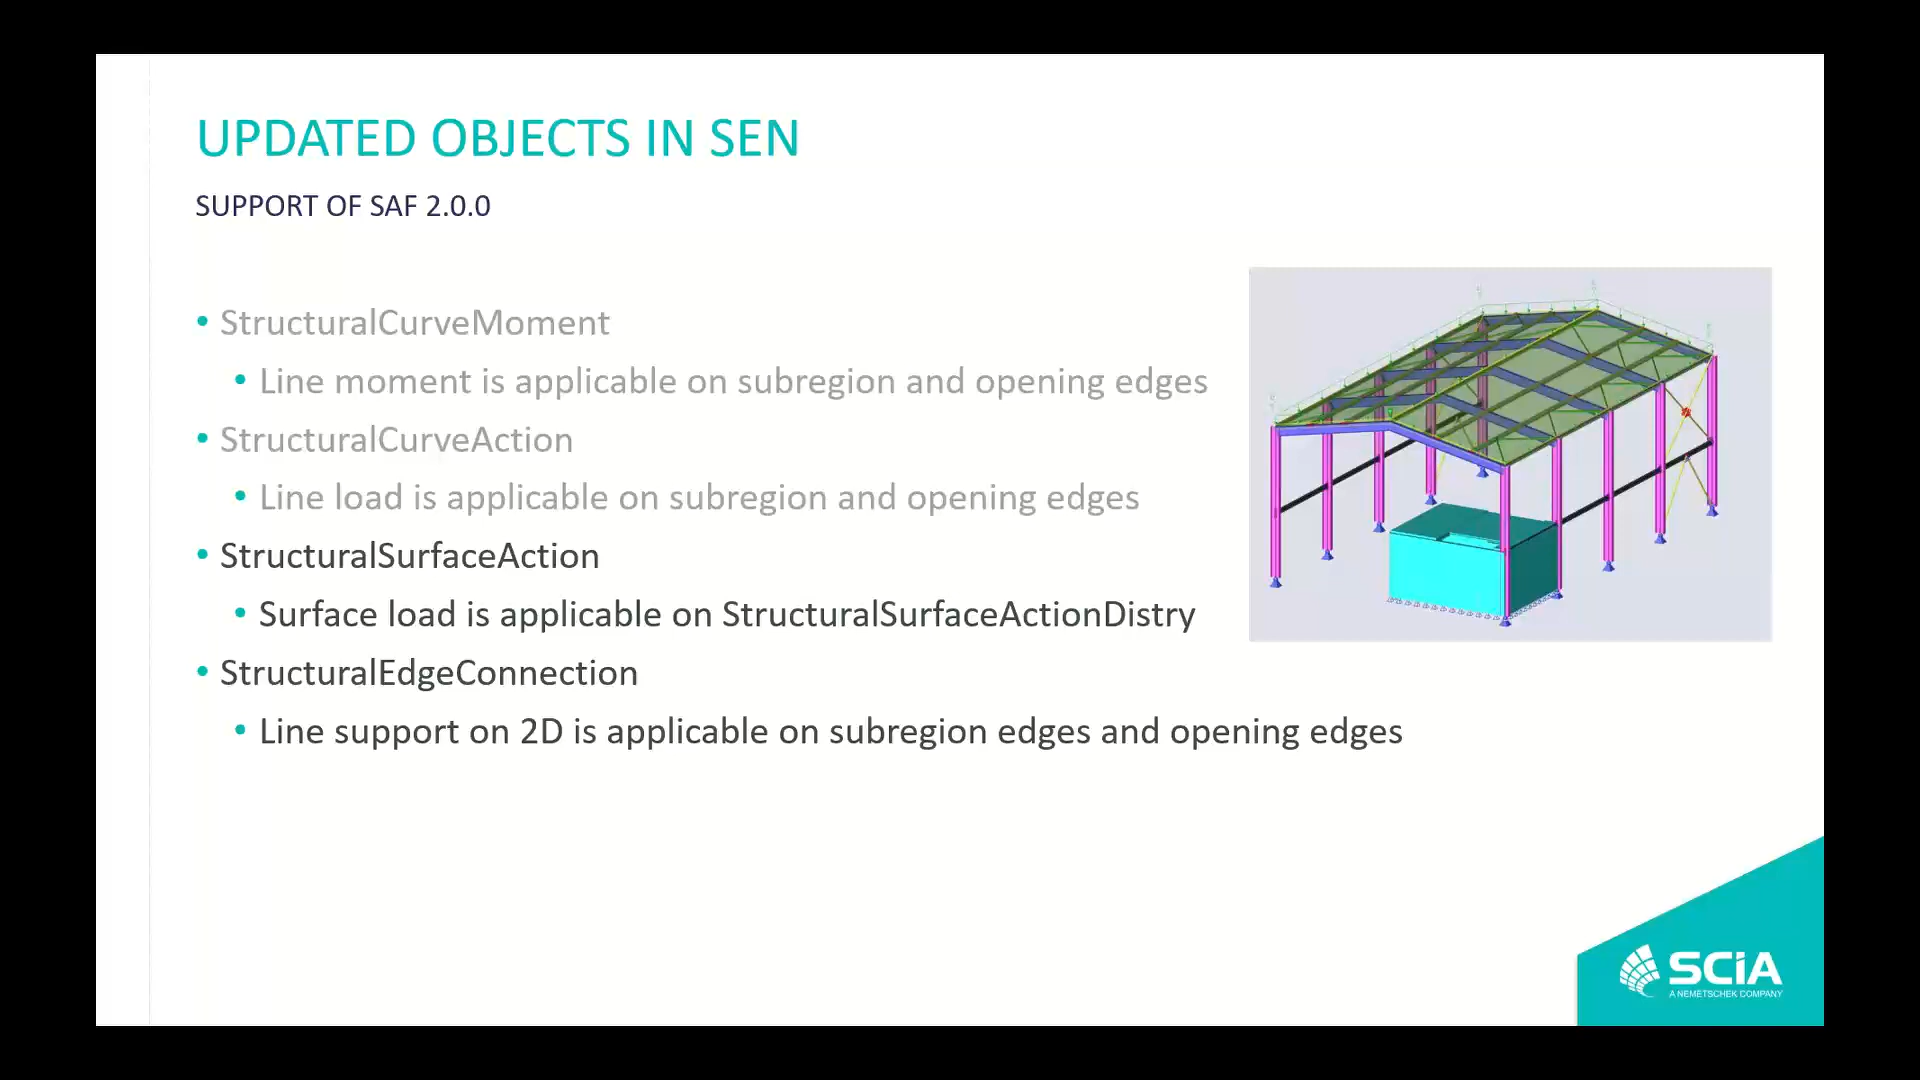 UPDATED OBJECTS IN SEN
SUPPORT OF SAF 2.0.0
• StructuralCurveMoment
• Line moment is applicable on subregion and opening edges
• StructuralCurveAction
• Line load is applicable on subregion and opening edges
• StructuralSurfaceAction
• Surface load is applicable on StructuralSurfaceActionDistry
• StructuralEdgeConnection
• Line support on 2D is applicable on subregion edges and opening edges
SCiA
A NEMETSCHEK COMPANY